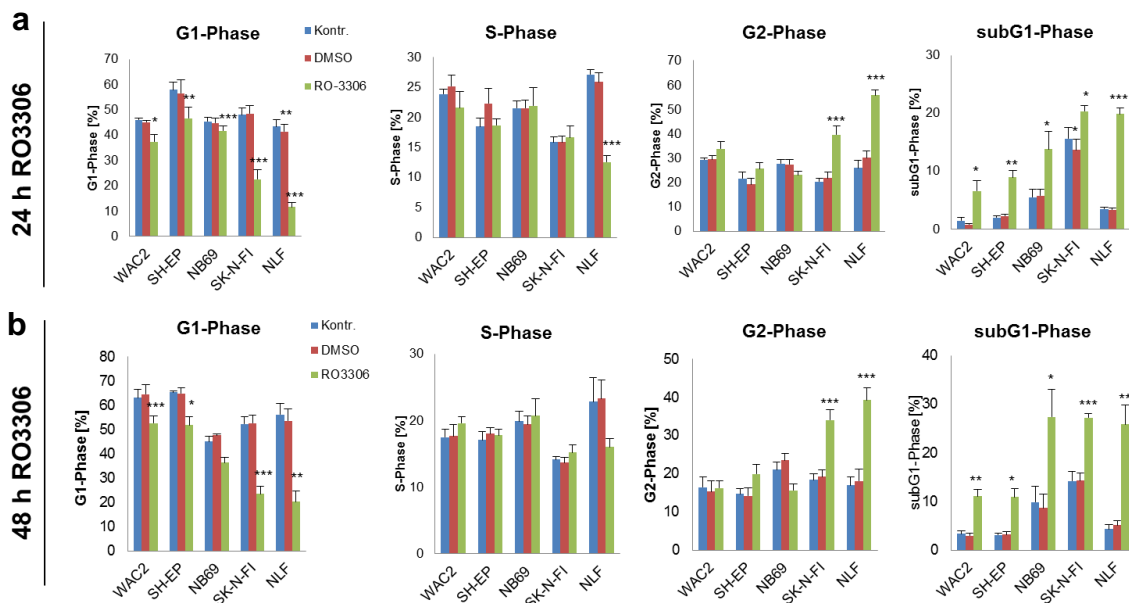 a
24 h RO3306
G1-Phase
G1-Phase [%]
70
60
50
40
30
20
10
0
*
**
***
***
**
***
WAC2
SH-EP
NB69
SK-N-FI
NLF
Kontr.
DMSO
RO-3306
S-Phase
S-Phase [%]
30
25
20
15
10
5
0
***
WAC2
SH-EP
NB69
SK-N-FI
NLF
G2-Phase
G2-Phase [%]
70
60
50
40
30
20
10
0
***
***
WAC2
SH-EP
NB69
SK-N-FI
NLF
subG1-Phase
subG1-Phase [%]
30
20
10
0
*
**
*
*
*
***
WAC2
SH-EP
NB69
SK-N-FI
NLF
b
48 h RO3306
G1-Phase
G1-Phase [%]
80
70
60
50
40
30
20
10
0
***
*
***
**
WAC2
SH-EP
NB69
SK-N-FI
NLF
Kontr.
DMSO
RO3306
S-Phase
S-Phase [%]
30
20
10
0
WAC2
SH-EP
NB69
SK-N-FI
NLF
G2-Phase
G2-Phase [%]
50
40
30
20
10
0
***
***
WAC2
SH-EP
NB69
SK-N-FI
NLF
subG1-Phase
subG1-Phase [%]
40
30
20
10
0
**
*
*
***
**
WAC2
SH-EP
NB69
SK-N-FI
NLF